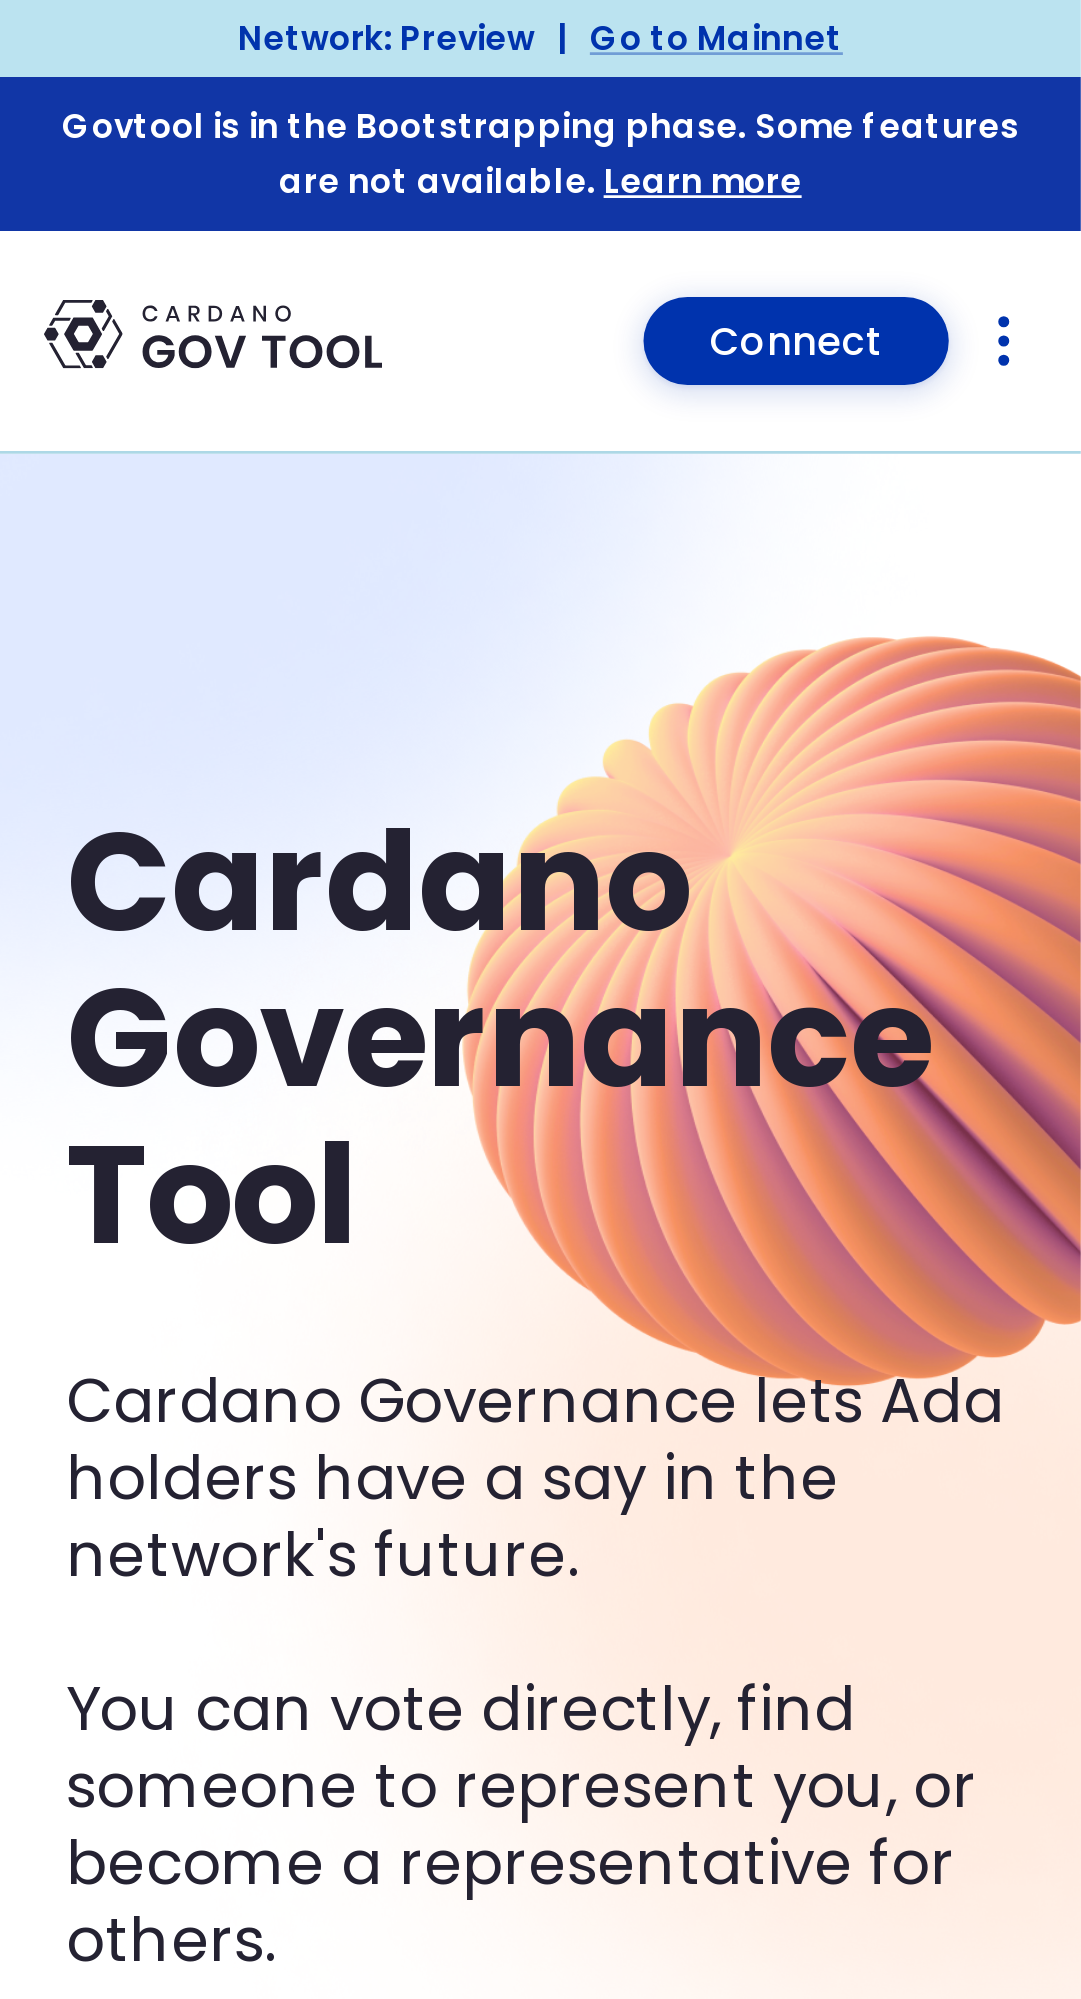 Network: Preview | Go to Mainnet
Govtool is in the Bootstrapping phase. Some features
are not available. Learn more
CARDANO
GOV TOOL
Connect
Cardano
Governance
Tool
Cardano Governance lets Ada
holders have a say in the
network's future.
You can vote directly, find
someone to represent you, or
become a representative for
others.